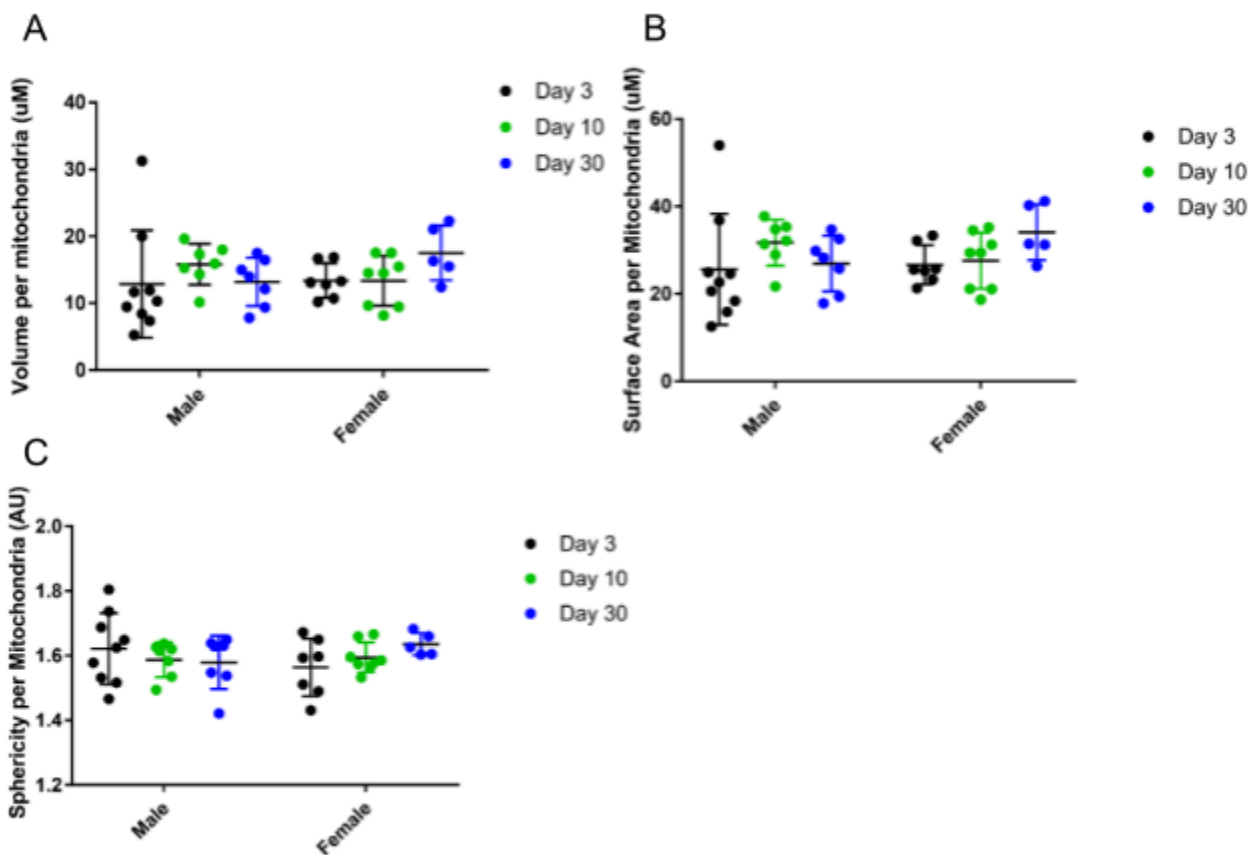 A
Volume per mitochondria (uM)
40
30
20
10
0
Male
Female
Day 3
Day 10
Day 30
B
Surface Area per Mitochondria (uM)
60
40
20
0
Male
Female
Day 3
Day 10
Day 30
C
Sphericity per Mitochondria (AU)
2.0
1.8
1.6
1.4
1.2
Male
Female
Day 3
Day 10
Day 30